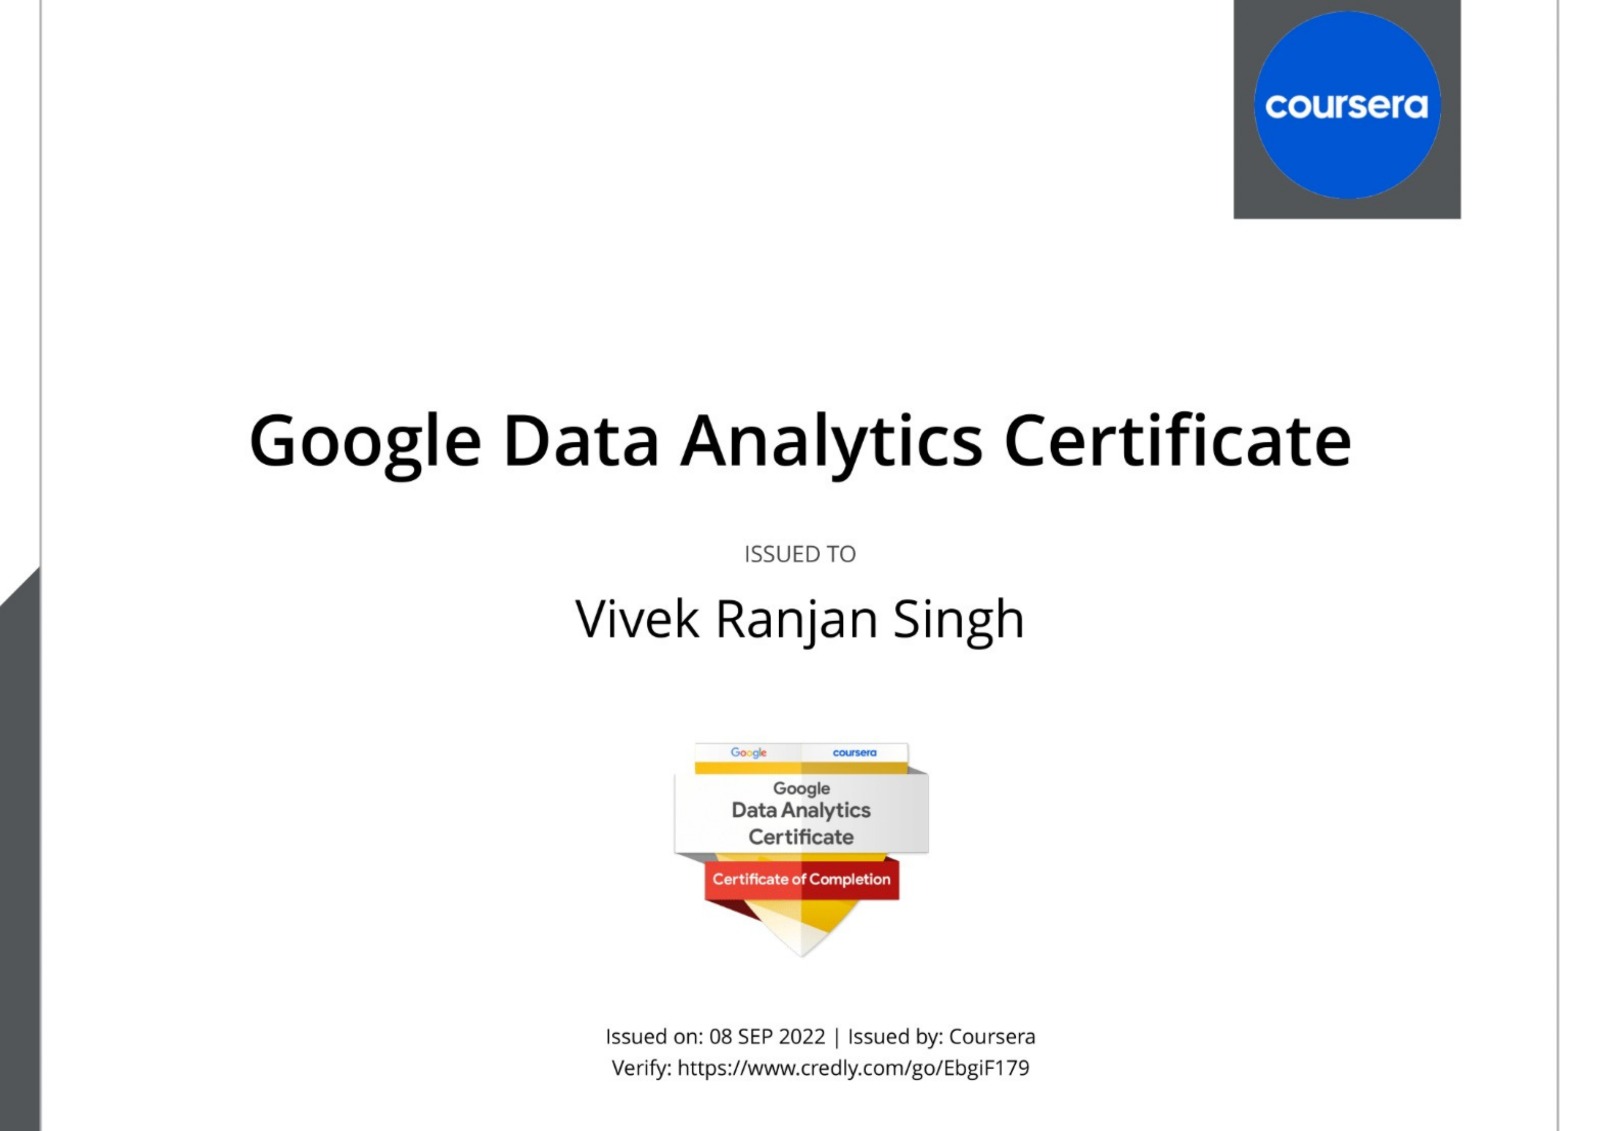 coursera
Google Data Analytics Certificate
ISSUED TO
Vivek Ranjan Singh
Google coursera
Google
Data Analytics
Certificate
Certificate of Completion
Issued on: 08 SEP 2022 | Issued by: Coursera
Verify: https://www.credly.com/go/EbgiF179